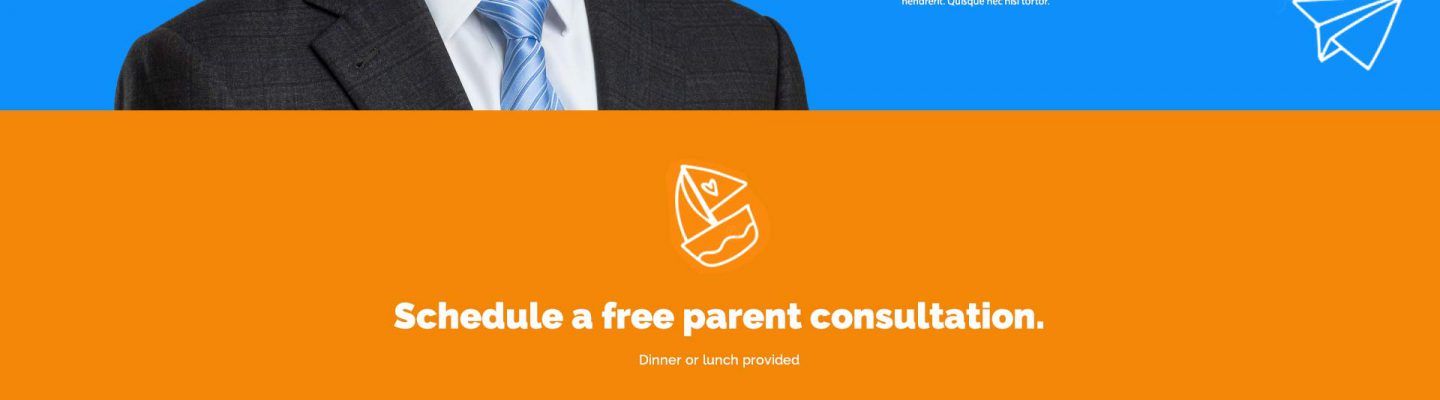 hendrerit. Quisque nec nisi tortor.
Schedule a free parent consultation.
Dinner or lunch provided